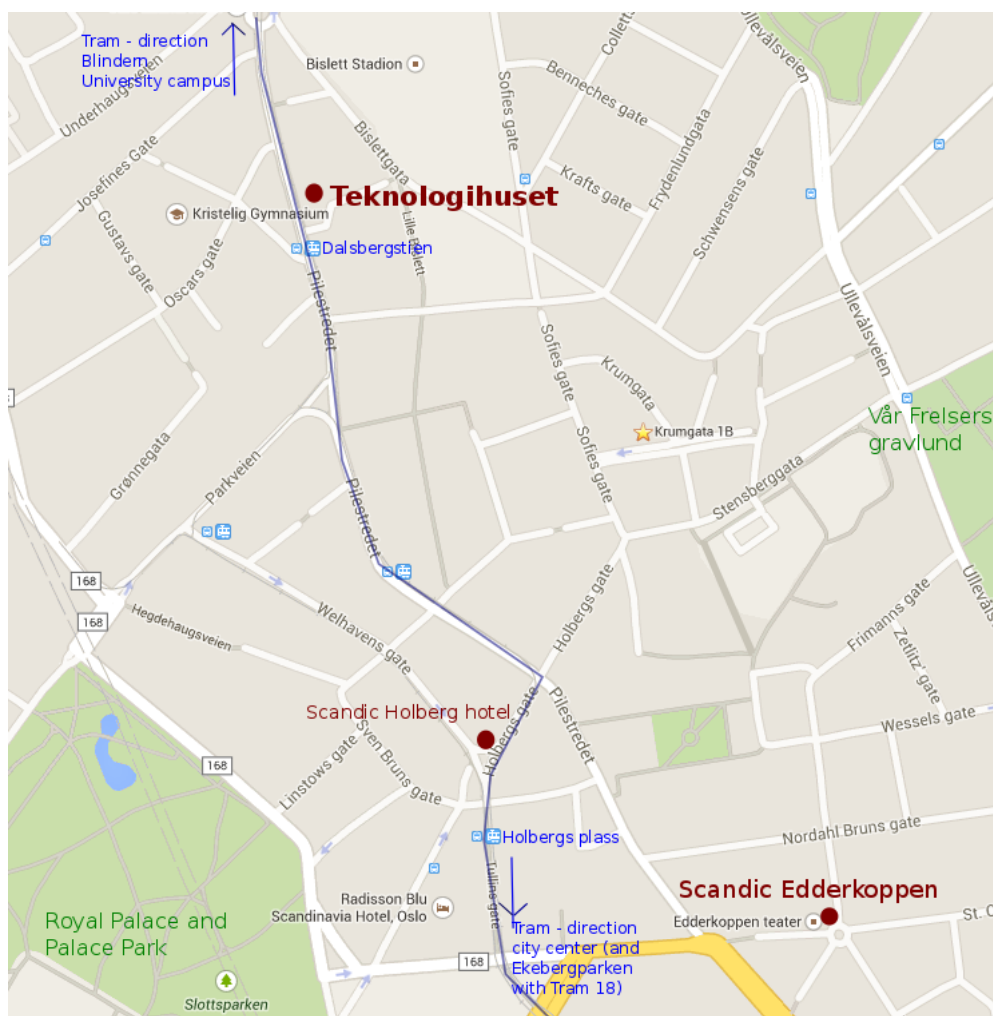 Tram - direction
Blindern
University campus
Bislett Stadion
Colletts
Ullevålsveien
Underhaugsveien
Benneches gate
Sofies gate
Bislettgata
Josefines Gate
Krafts gate
Frydenlundgata
Teknologihuset
Kristelig Gymnasium
Gustavs gate
Lille Bislett
Schwensens gate
Oscars gate
Dalsbergstien
Pilestredet
Ullevålsveien
Sofies gate
Krumgata
Krumgata 1B
Vår Frelsers
gravlund
Grønnegata
Parkveien
Sofies gate
Stensberggata
Pilestredet
168
Hegdehaugsveien
168
Welhavens gate
Holbergs gate
Ullevåls
Frimanns gate
Zetlitz' gate
Scandic Holberg hotel
Holbergs gate
Pilestredet
Wessels gate
168
Linstows gate
Sven Bruns gate
Holbergs plass
Nordahl Bruns gate
Tullins gate
Radisson Blu
Scandinavia Hotel, Oslo
Scandic Edderkoppen
Edderkoppen teater
St. O
Royal Palace and
Palace Park
Tram - direction
city center (and
Ekebergparken
with Tram 18)
168
Slottsparken